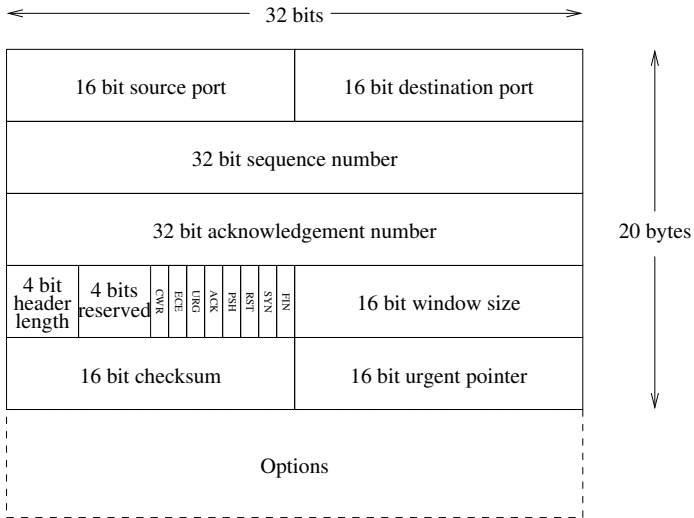 32 bits
16 bit source port
16 bit destination port
32 bit sequence number
32 bit acknowledgement number
20 bytes
4 bit
header
length
4 bits
reserved
CWR
ECE
URG
ACK
PSH
RST
SYN
FIN
16 bit window size
16 bit checksum
16 bit urgent pointer
Options